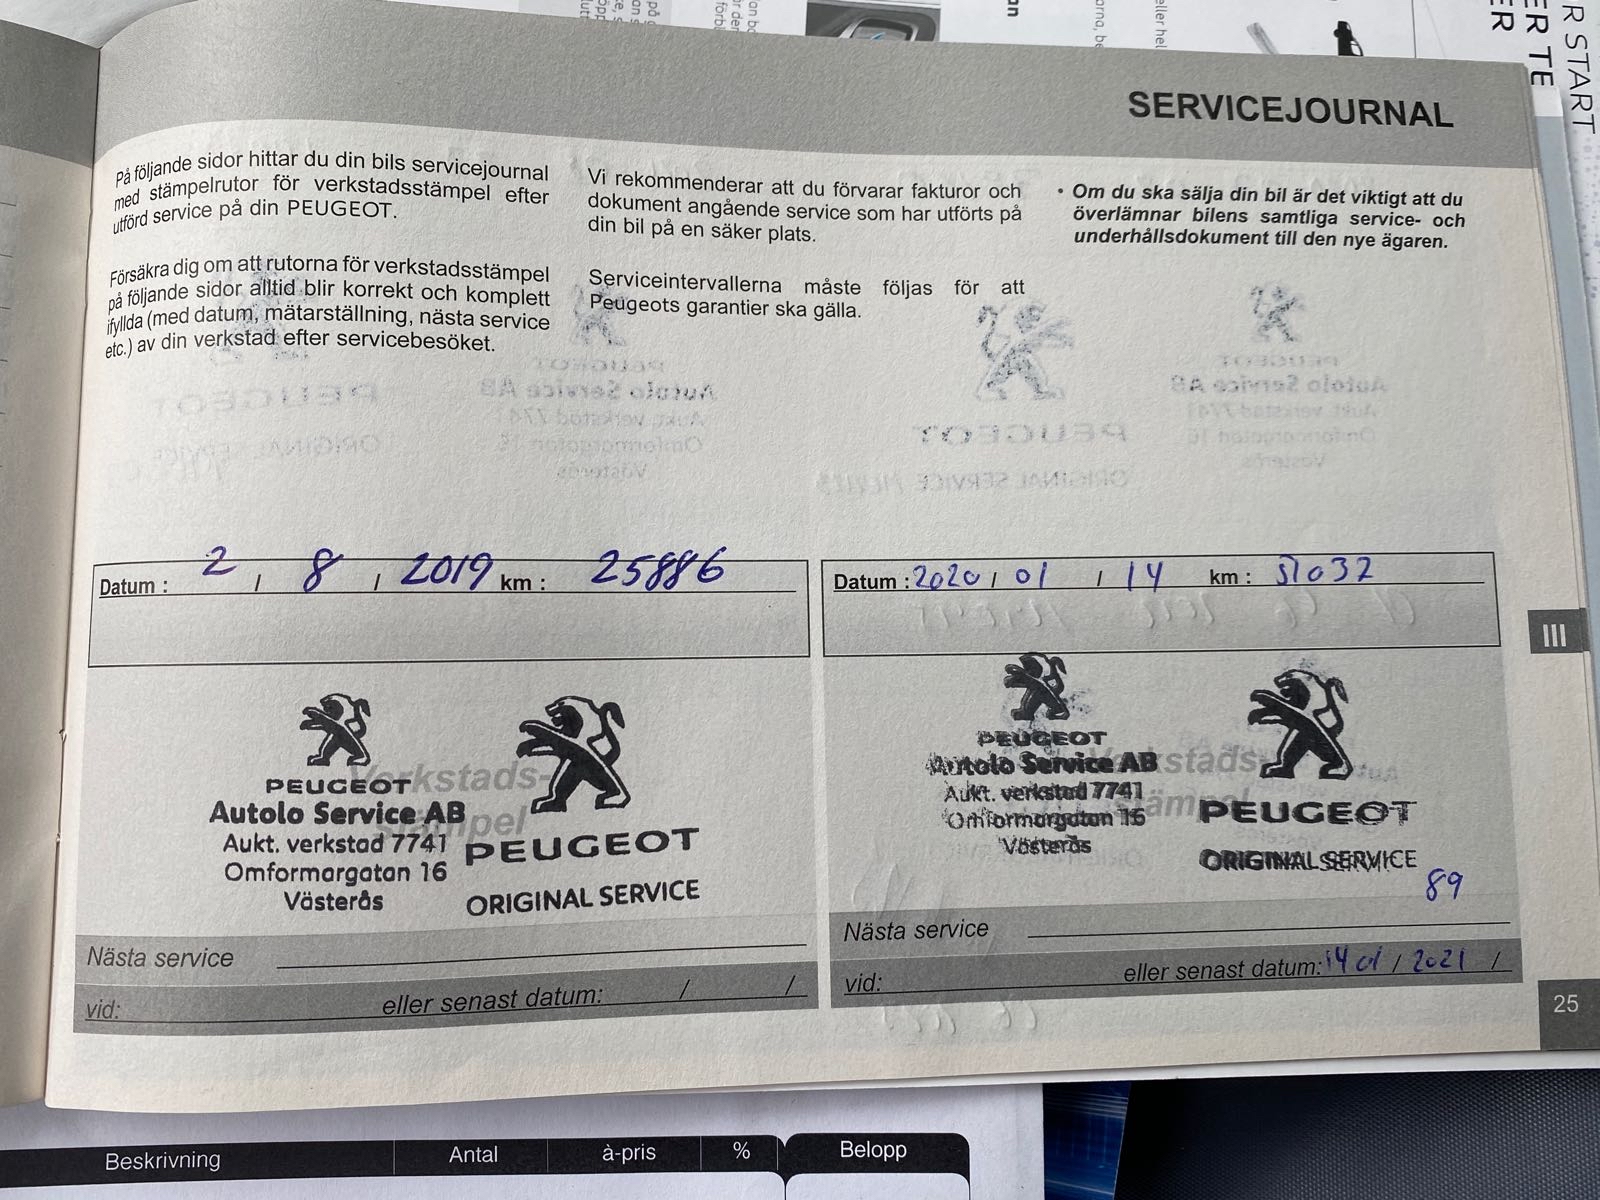 SERVICEJOURNAL
På följande sidor hittar du din bils servicejournal
med stämpelrutor för verkstadsstämpel efter
utförd service på din PEUGEOT.
Försäkra dig om att rutorna för verkstadsstämpel
på följande sidor alltid blir korrekt och komplett
ifyllda (med datum, mätarställning, nästa service
etc.) av din verkstad efter servicebesöket.
Vi rekommenderar att du förvarar fakturor och
dokument angående service som har utförts på
din bil på en säker plats.
Serviceintervallerna måste följas för att
Peugeots garantier ska gälla.
• Om du ska sälja din bil är det viktigt att du
överlämnar bilens samtliga service- och
underhållsdokument till den nye ägaren.
Datum : 2 / 8 / 2019 km : 25886
Verkstads-
stämpel
PEUGEOT
Autolo Service AB
Aukt. verkstad 7741
Omformargatan 16
Västerås
PEUGEOT
ORIGINAL SERVICE
Nästa service
vid: eller senast datum: / /
Datum : 2020 / 01 / 14 km : 51032
PEUGEOT
Autolo Service AB
Aukt. verkstad 7741
Omformargatan 16
Västerås
PEUGEOT
ORIGINAL SERVICE
89
Nästa service
vid: eller senast datum: 14 01 / 2021 /
III
25
Beskrivning Antal à-pris % Belopp
R START
ER TE
ER